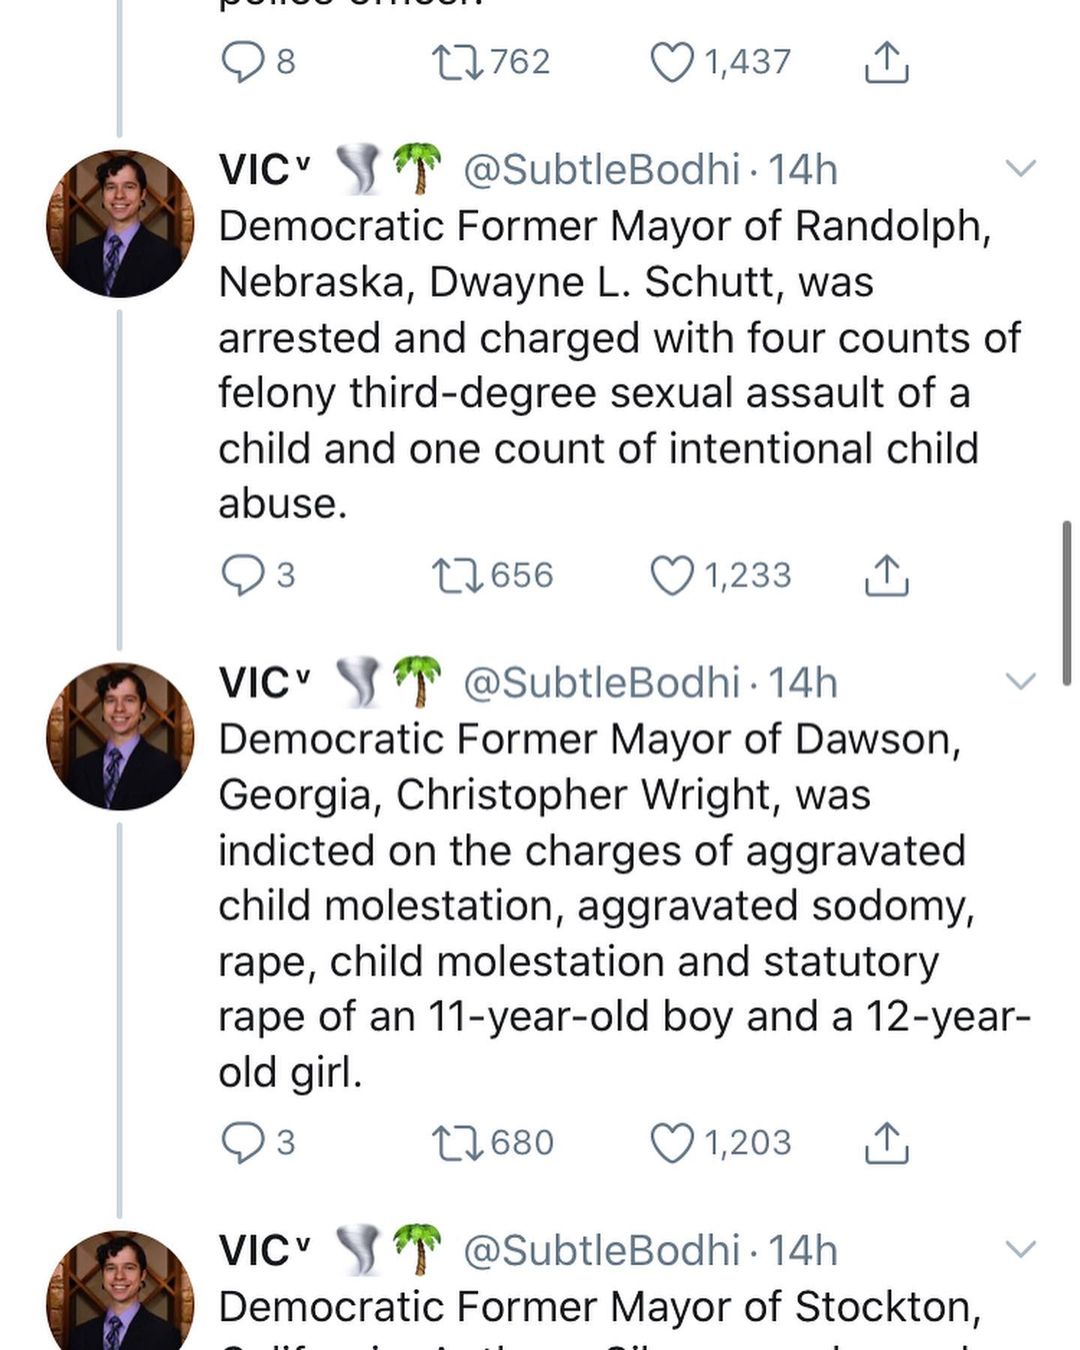 8 762 1,437
VICᵛ 🌪️🌴 @SubtleBodhi · 14h
Democratic Former Mayor of Randolph,
Nebraska, Dwayne L. Schutt, was
arrested and charged with four counts of
felony third-degree sexual assault of a
child and one count of intentional child
abuse.
3 656 1,233
VICᵛ 🌪️🌴 @SubtleBodhi · 14h
Democratic Former Mayor of Dawson,
Georgia, Christopher Wright, was
indicted on the charges of aggravated
child molestation, aggravated sodomy,
rape, child molestation and statutory
rape of an 11-year-old boy and a 12-year-
old girl.
3 680 1,203
VICᵛ 🌪️🌴 @SubtleBodhi · 14h
Democratic Former Mayor of Stockton,